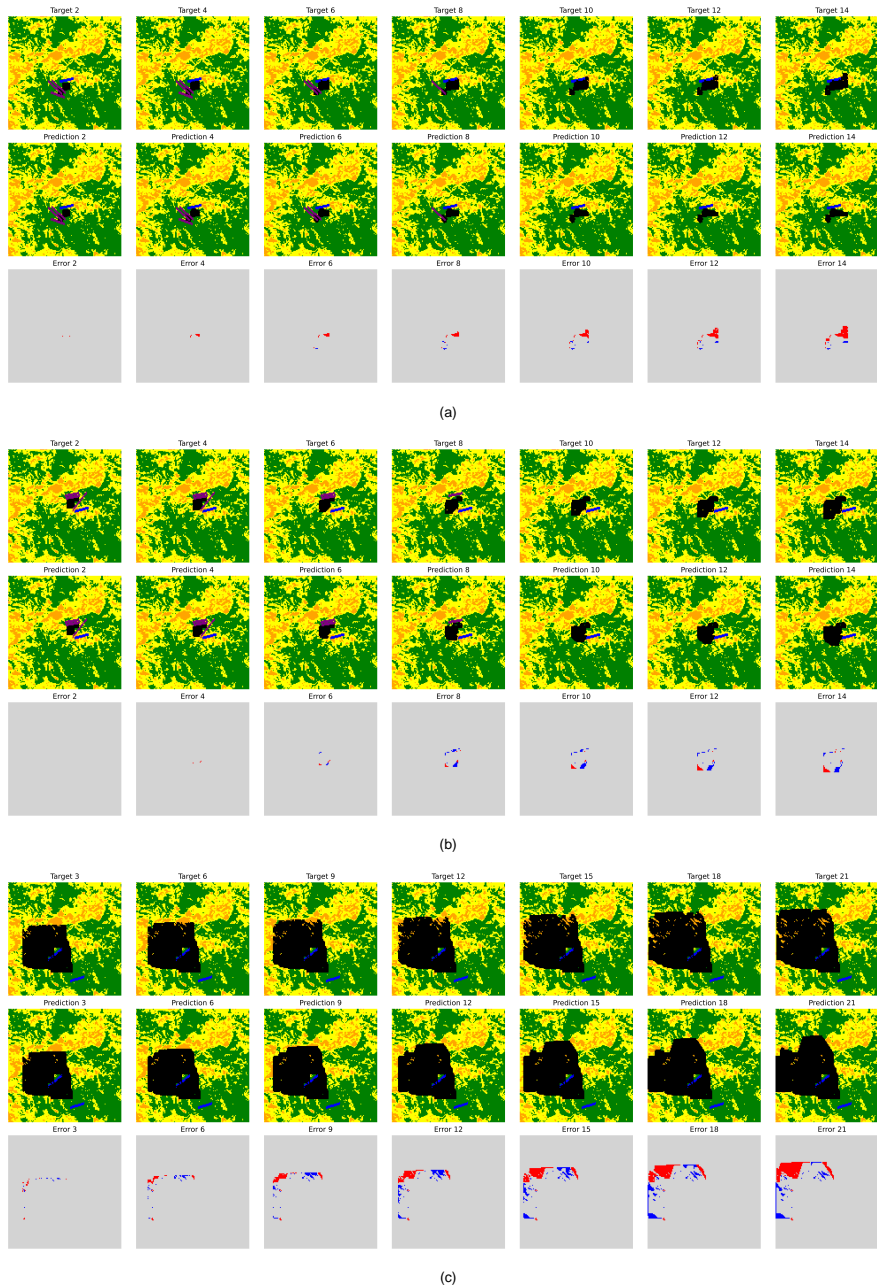 Target 2 Target 4 Target 6 Target 8 Target 10 Target 12 Target 14
Prediction 2 Prediction 4 Prediction 6 Prediction 8 Prediction 10 Prediction 12 Prediction 14
Error 2 Error 4 Error 6 Error 8 Error 10 Error 12 Error 14
(a)
Target 2 Target 4 Target 6 Target 8 Target 10 Target 12 Target 14
Prediction 2 Prediction 4 Prediction 6 Prediction 8 Prediction 10 Prediction 12 Prediction 14
Error 2 Error 4 Error 6 Error 8 Error 10 Error 12 Error 14
(b)
Target 3 Target 6 Target 9 Target 12 Target 15 Target 18 Target 21
Prediction 3 Prediction 6 Prediction 9 Prediction 12 Prediction 15 Prediction 18 Prediction 21
Error 3 Error 6 Error 9 Error 12 Error 15 Error 18 Error 21
(c)